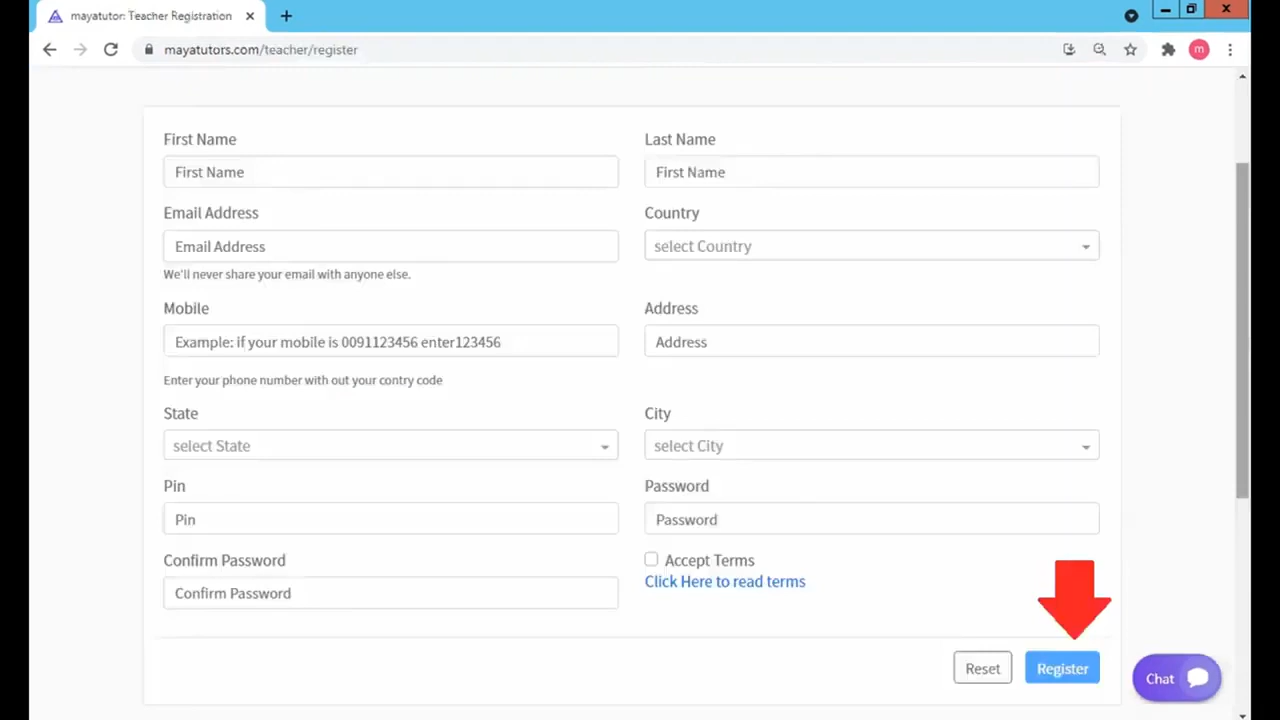 mayatutor: Teacher Registration
mayatutors.com/teacher/register
m
First Name
Last Name
First Name
First Name
Email Address
Country
Email Address
select Country
We'll never share your email with anyone else.
Mobile
Address
Example: if your mobile is 0091123456 enter123456
Address
Enter your phone number with out your contry code
State
City
select State
select City
Pin
Password
Pin
Password
Confirm Password
Accept Terms
Click Here to read terms
Confirm Password
Reset
Register
Chat